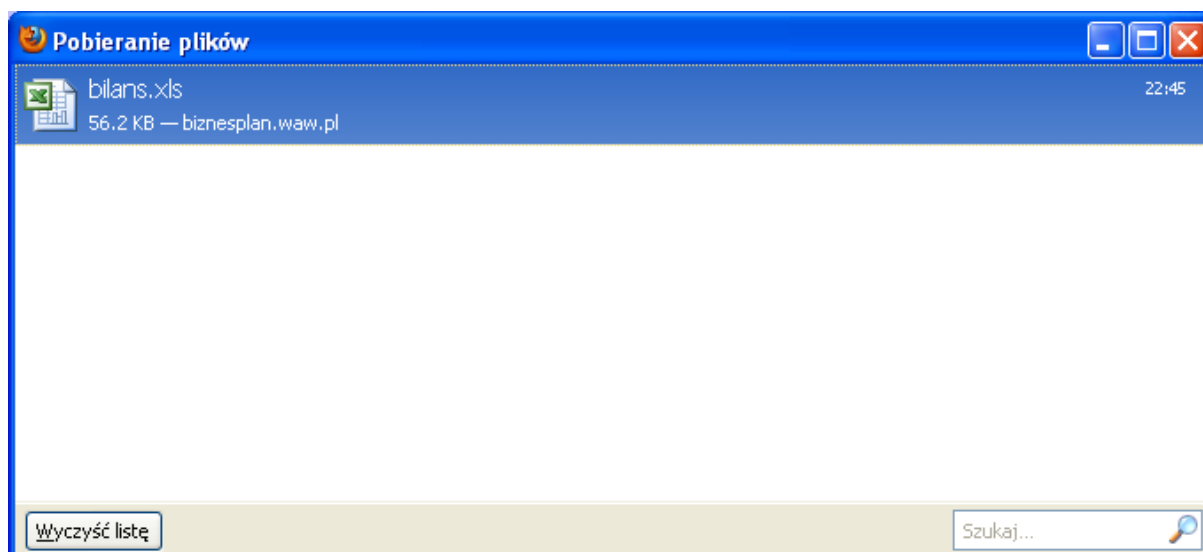 Pobieranie plików
bilans.xls
22:45
56.2 KB — biznesplan.waw.pl
Wyczyść listę
Szukaj...